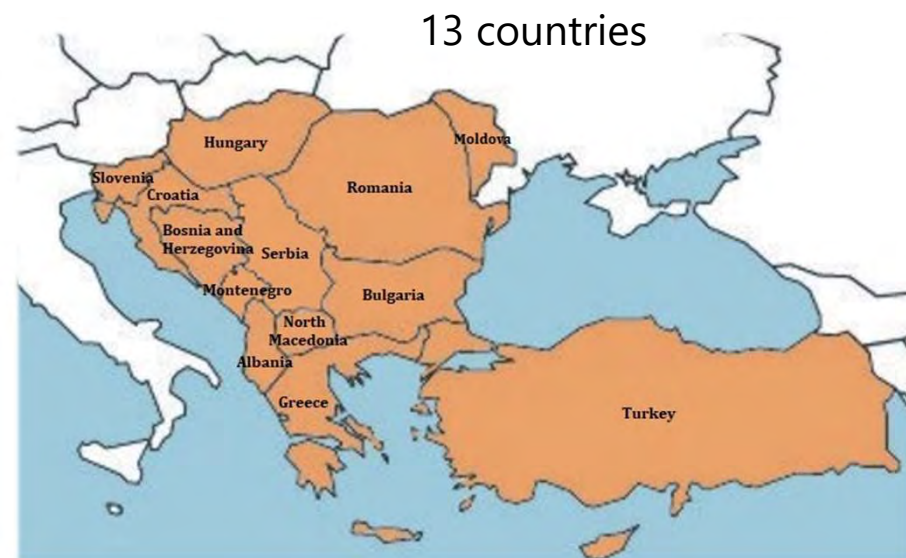 13 countries
Hungary
Moldova
Slovenia
Croatia
Romania
Bosnia and
Herzegovina
Serbia
Montenegro
Bulgaria
North
Macedonia
Albania
Greece
Turkey